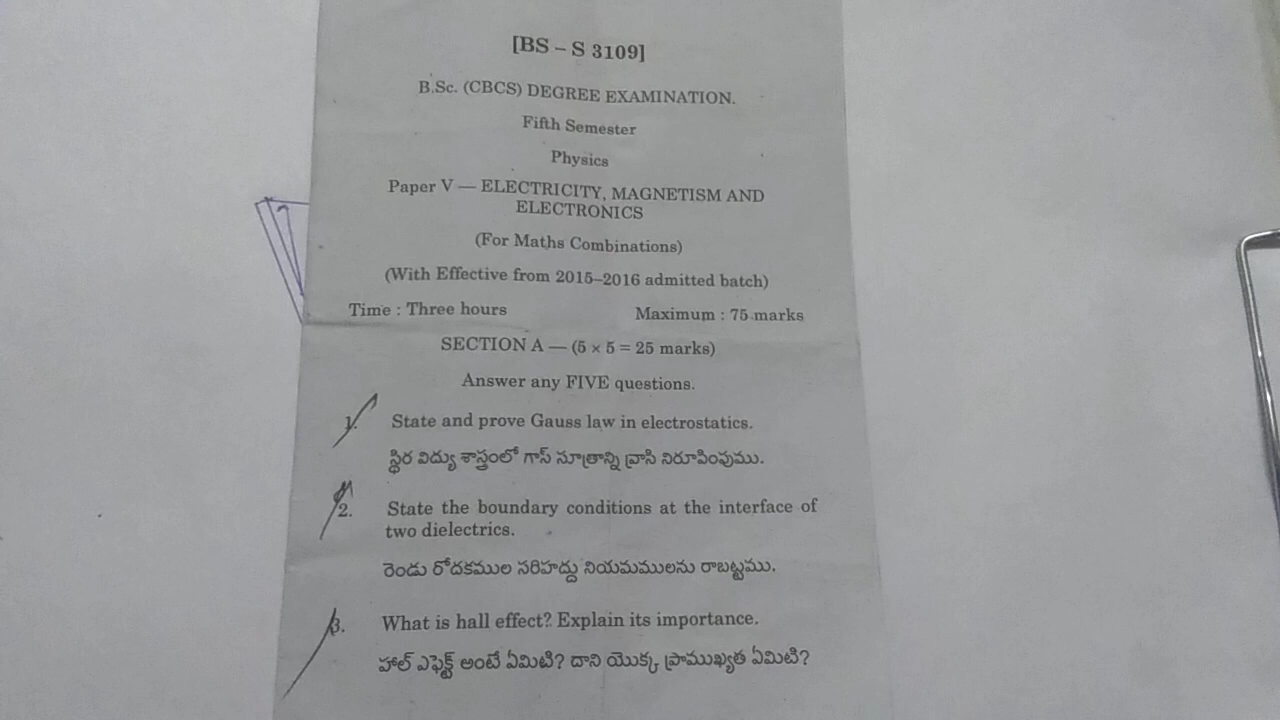 [BS – S 3109]
B.Sc. (CBCS) DEGREE EXAMINATION.
Fifth Semester
Physics
Paper V — ELECTRICITY, MAGNETISM AND
ELECTRONICS
(For Maths Combinations)
(With Effective from 2015–2016 admitted batch)
Time : Three hours Maximum : 75 marks
SECTION A — (5 × 5 = 25 marks)
Answer any FIVE questions.
1. State and prove Gauss law in electrostatics.
స్థిర విద్యు శాస్త్రంలో గాస్ సూత్రాన్ని వ్రాసి నిరూపింపుము.
2. State the boundary conditions at the interface of
two dielectrics.
రెండు రోదకముల సరిహద్దు నియమములను రాబట్టము.
3. What is hall effect? Explain its importance.
హాల్ ఎఫెక్ట్ అంటే ఏమిటి? దాని యొక్క ప్రాముఖ్యత ఏమిటి?